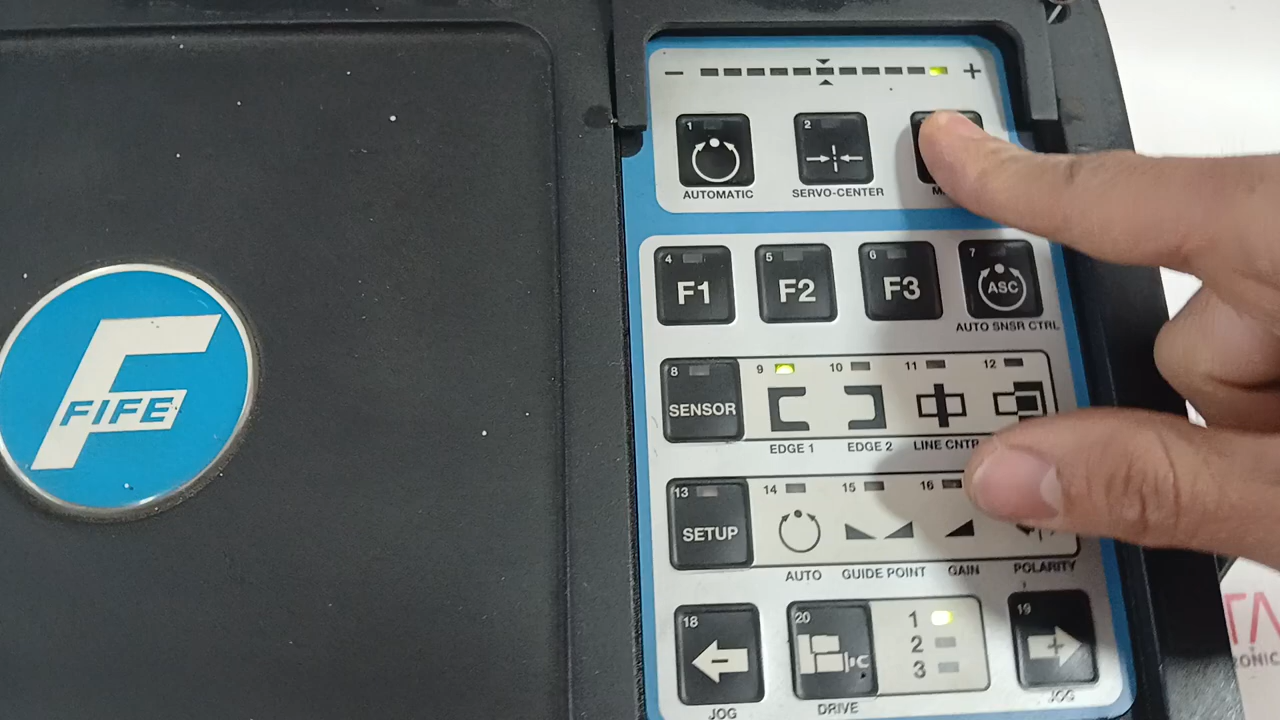 − +
1 2
AUTOMATIC SERVO-CENTER
4 5 6 7
F1 F2 F3 ASC
AUTO SNSR CTRL
8 9 10 11 12
SENSOR
EDGE 1 EDGE 2 LINE CNTR
FIFE
13 14 15 16
SETUP
AUTO GUIDE POINT GAIN POLARITY
18 20 1 19
2
3
JOG DRIVE JOG